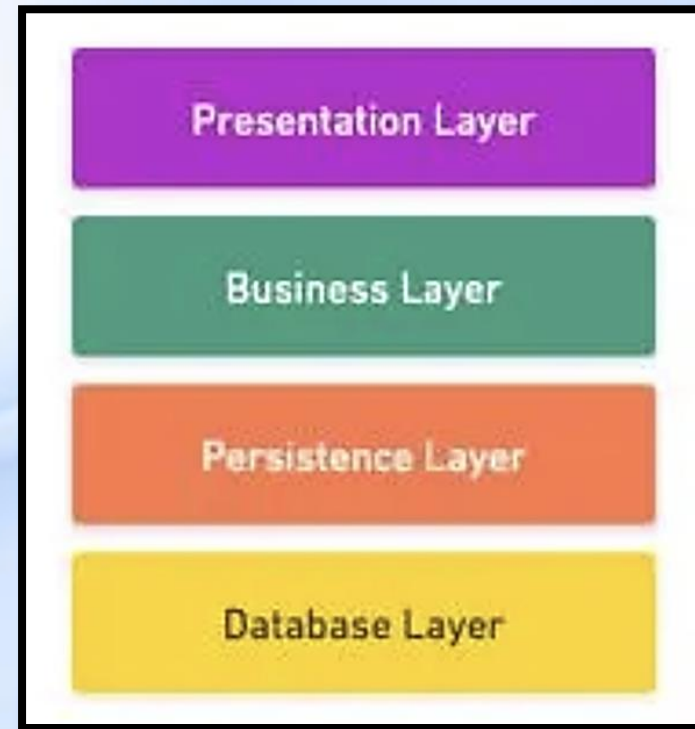 Presentation Layer
Business Layer
Persistence Layer
Database Layer